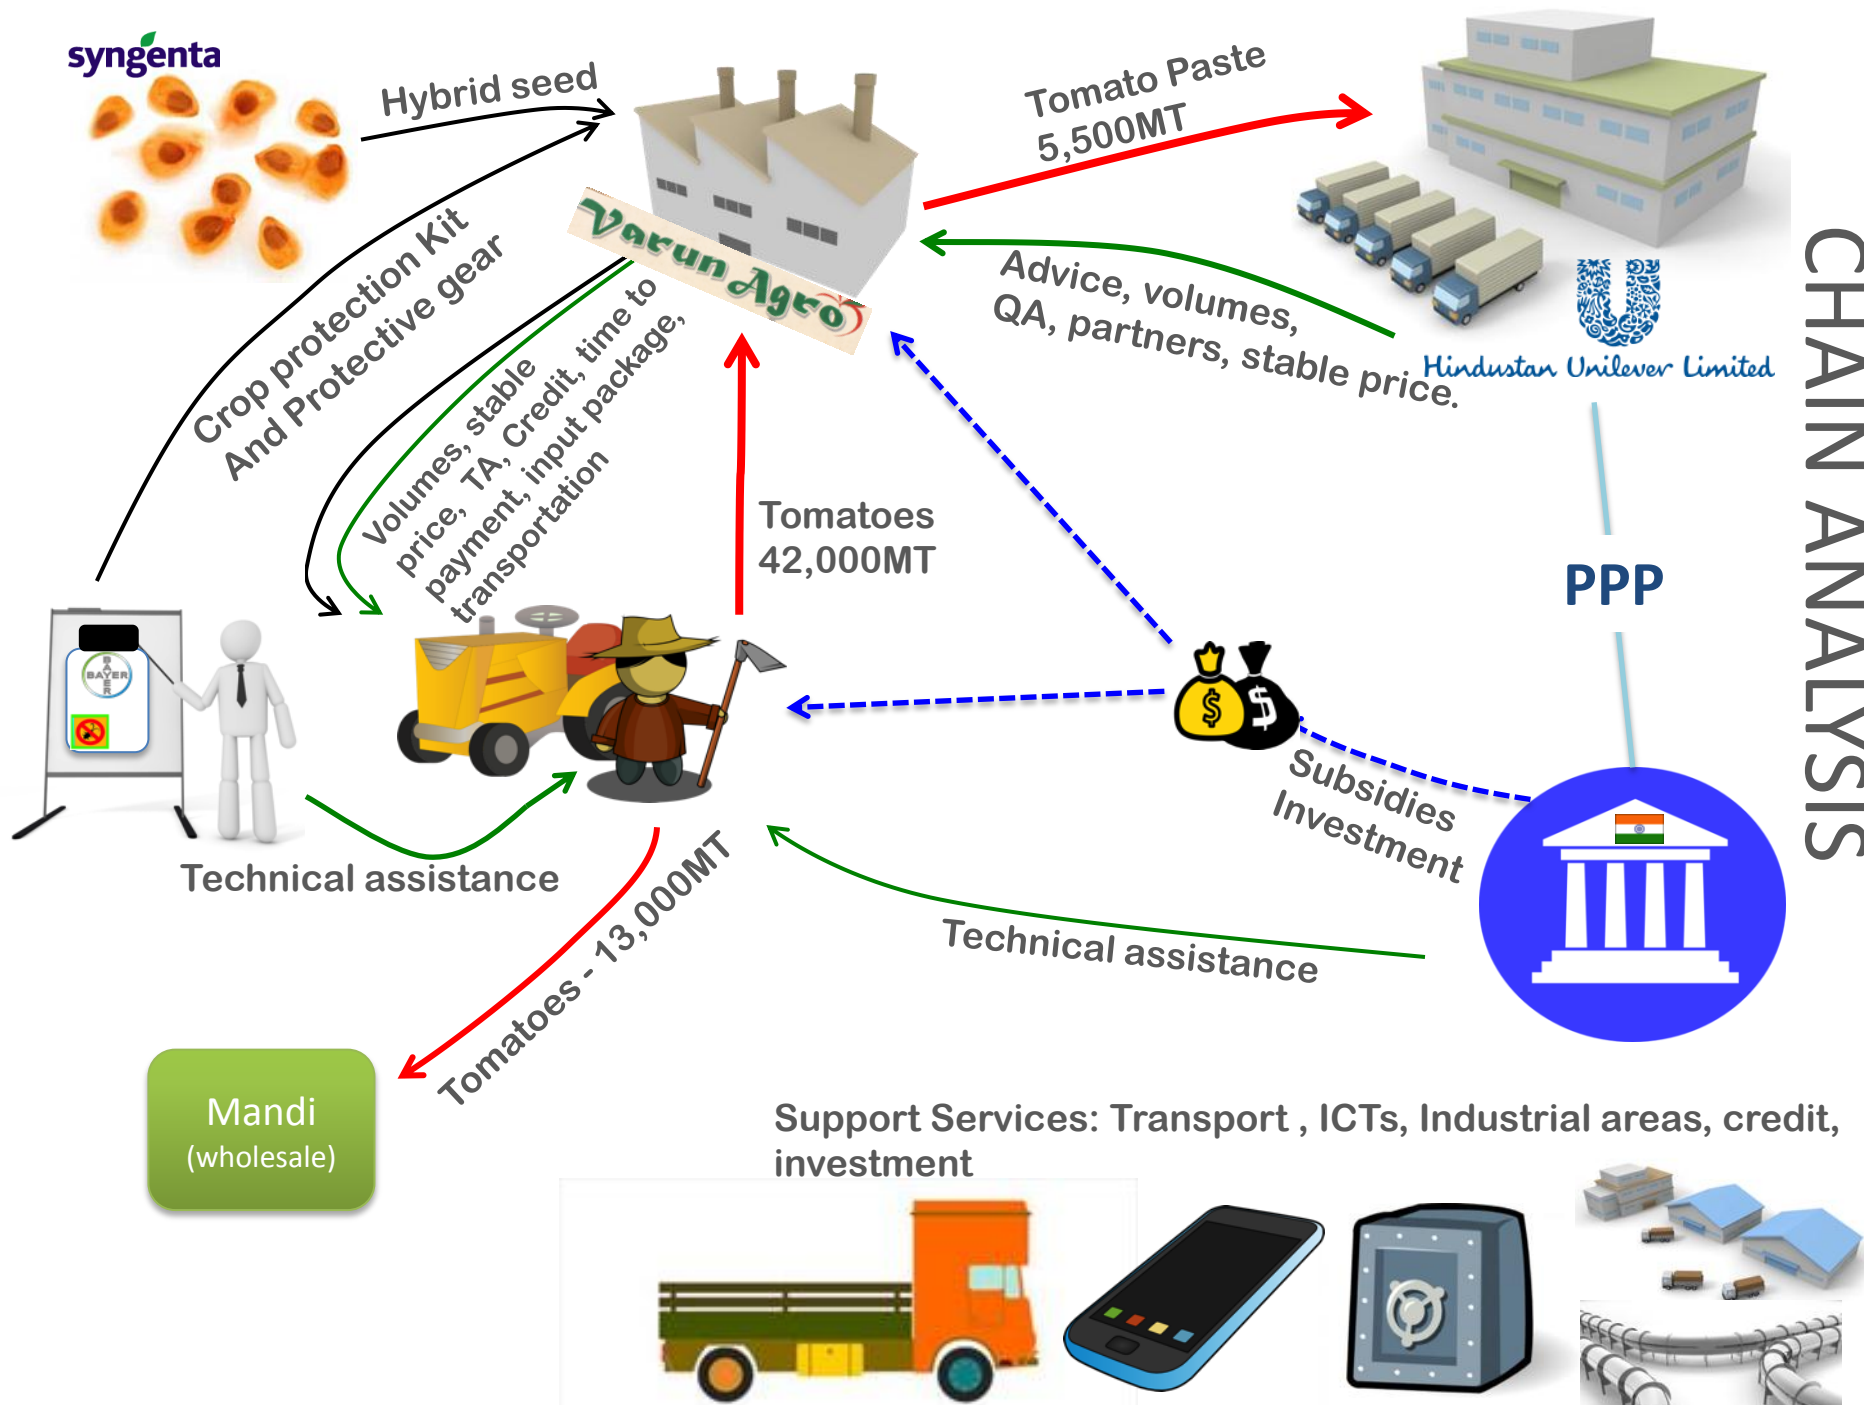 syngenta
Hybrid seed
Tomato Paste
5,500MT
Varun Agro
Advice, volumes,
QA, partners, stable price.
Hindustan Unilever Limited
CHAIN ANALYSIS
Crop protection Kit
And Protective gear
Volumes, stable
price, TA, Credit, time to
payment, input package,
transportation
Tomatoes
42,000MT
PPP
BAYER
BAYER
Subsidies
Investment
Technical assistance
Tomatoes - 13,000MT
Technical assistance
Mandi
(wholesale)
Support Services: Transport , ICTs, Industrial areas, credit,
investment